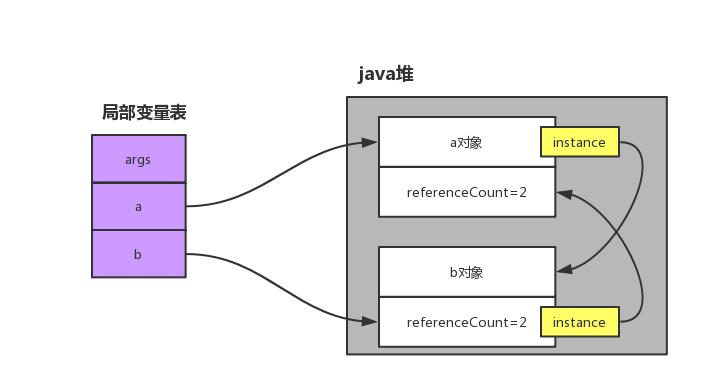 java堆
局部变量表
args
a
b
a对象
instance
referenceCount=2
b对象
referenceCount=2
instance